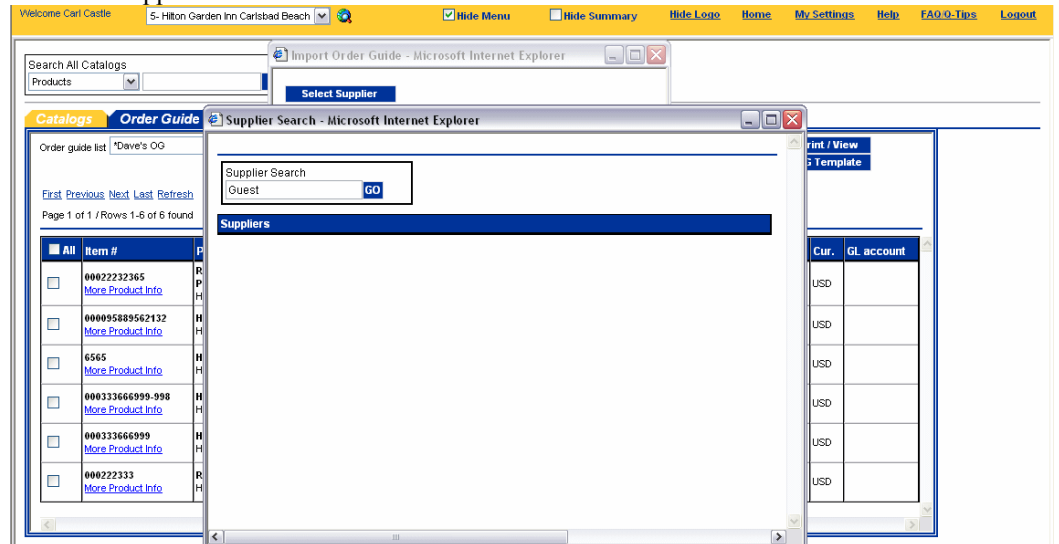 Welcome Carl Castle 5- Hilton Garden Inn Carlsbad Beach Hide Menu Hide Summary Hide Logo Home My Settings Help FAQ/Q-Tips Logout
Import Order Guide - Microsoft Internet Explorer
Search All Catalogs
Products
Select Supplier
Catalogs Order Guide
Supplier Search - Microsoft Internet Explorer
Order guide list *Dave's OG
rint / View
Template
Supplier Search
Guest GO
First Previous Next Last Refresh
Page 1 of 1 / Rows 1-6 of 6 found
Suppliers
All Item # P Cur. GL account
00022232365 R
More Product Info P USD
H
000095889562132 H
More Product Info H USD
6565 H
More Product Info H USD
000333666999-998 H
More Product Info H USD
000333666999 H
More Product Info H USD
000222333 R
More Product Info H USD